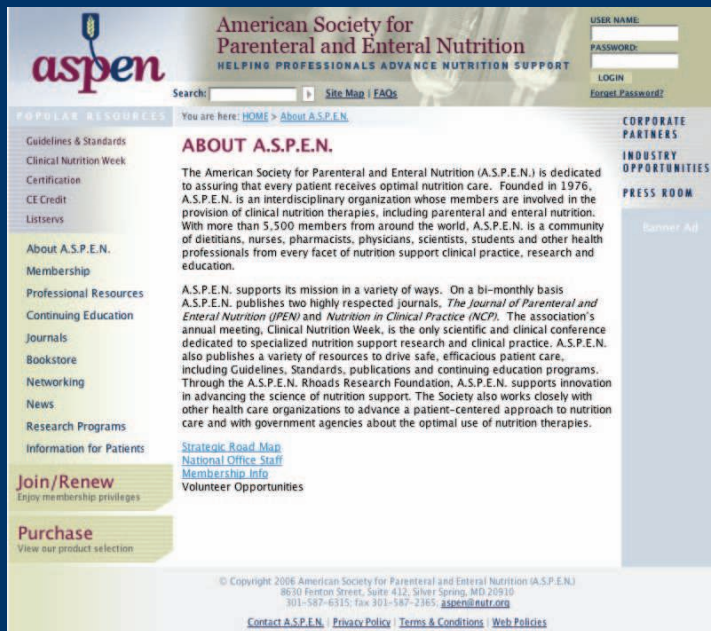 aspen
American Society for
Parenteral and Enteral Nutrition
HELPING PROFESSIONALS ADVANCE NUTRITION SUPPORT
USER NAME:
PASSWORD:
LOGIN
Forget Password?
Search:
Site Map | FAQs
POPULAR RESOURCES
Guidelines & Standards
Clinical Nutrition Week
Certification
CE Credit
Listservs
About A.S.P.E.N.
Membership
Professional Resources
Continuing Education
Journals
Bookstore
Networking
News
Research Programs
Information for Patients
Join/Renew
Enjoy membership privileges
Purchase
View our product selection
You are here: HOME > About A.S.P.E.N.
ABOUT A.S.P.E.N.
The American Society for Parenteral and Enteral Nutrition (A.S.P.E.N.) is dedicated
to assuring that every patient receives optimal nutrition care. Founded in 1976,
A.S.P.E.N. is an interdisciplinary organization whose members are involved in the
provision of clinical nutrition therapies, including parenteral and enteral nutrition.
With more than 5,500 members from around the world, A.S.P.E.N. is a community
of dietitians, nurses, pharmacists, physicians, scientists, students and other health
professionals from every facet of nutrition support clinical practice, research and
education.
A.S.P.E.N. supports its mission in a variety of ways. On a bi-monthly basis
A.S.P.E.N. publishes two highly respected journals, The Journal of Parenteral and
Enteral Nutrition (JPEN) and Nutrition in Clinical Practice (NCP). The association's
annual meeting, Clinical Nutrition Week, is the only scientific and clinical conference
dedicated to specialized nutrition support research and clinical practice. A.S.P.E.N.
also publishes a variety of resources to drive safe, efficacious patient care,
including Guidelines, Standards, publications and continuing education programs.
Through the A.S.P.E.N. Rhoads Research Foundation, A.S.P.E.N. supports innovation
in advancing the science of nutrition support. The Society also works closely with
other health care organizations to advance a patient-centered approach to nutrition
care and with government agencies about the optimal use of nutrition therapies.
Strategic Road Map
National Office Staff
Membership Info
Volunteer Opportunities
CORPORATE
PARTNERS
INDUSTRY
OPPORTUNITIES
PRESS ROOM
Banner Ad
© Copyright 2006 American Society for Parenteral and Enteral Nutrition (A.S.P.E.N.)
8630 Fenton Street, Suite 412, Silver Spring, MD 20910
301-587-6315; fax 301-587-2365; aspen@nutr.org
Contact A.S.P.E.N. | Privacy Policy | Terms & Conditions | Web Policies